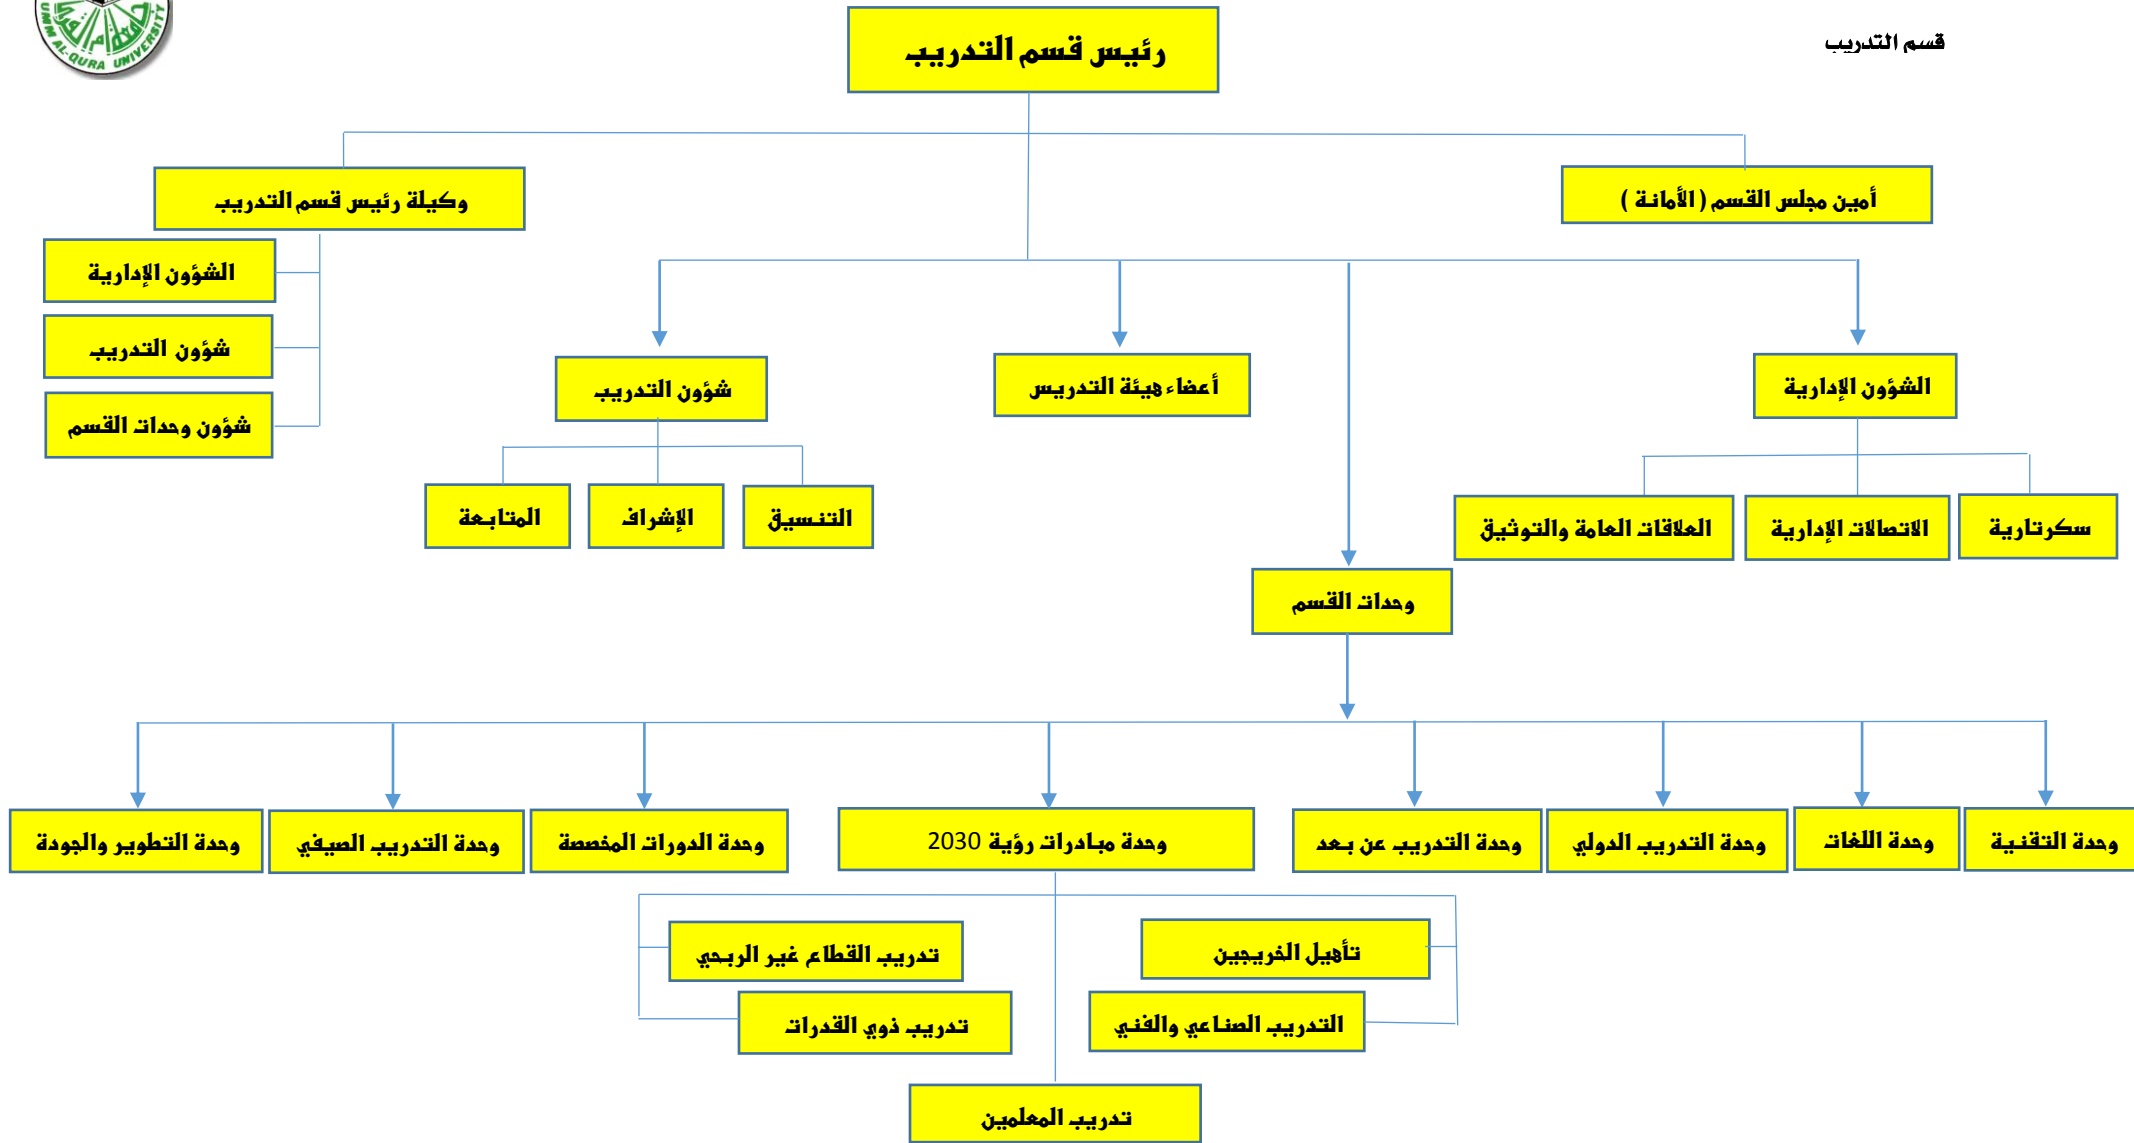 قسم التدريب
رئيس قسم التدريب
UMM AL-QURA UNIVERSITY
أمين مجلس القسم ( الأمانة )
وكيلة رئيس قسم التدريب
الشؤون الإدارية
شؤون التدريب
شؤون وحدات القسم
الشؤون الإدارية
أعضاء هيئة التدريس
شؤون التدريب
سكرتارية
الاتصالات الإدارية
العلاقات العامة والتوثيق
التنسيق
الإشراف
المتابعة
وحدات القسم
وحدة التقنية
وحدة اللغات
وحدة التدريب الدولي
وحدة التدريب عن بعد
وحدة مبادرات رؤية 2030
وحدة الدورات المخصصة
وحدة التدريب الصيفي
وحدة التطوير والجودة
تأهيل الخريجين
تدريب القطاع غير الربحي
التدريب الصناعي والفني
تدريب ذوي القدرات
تدريب المعلمين